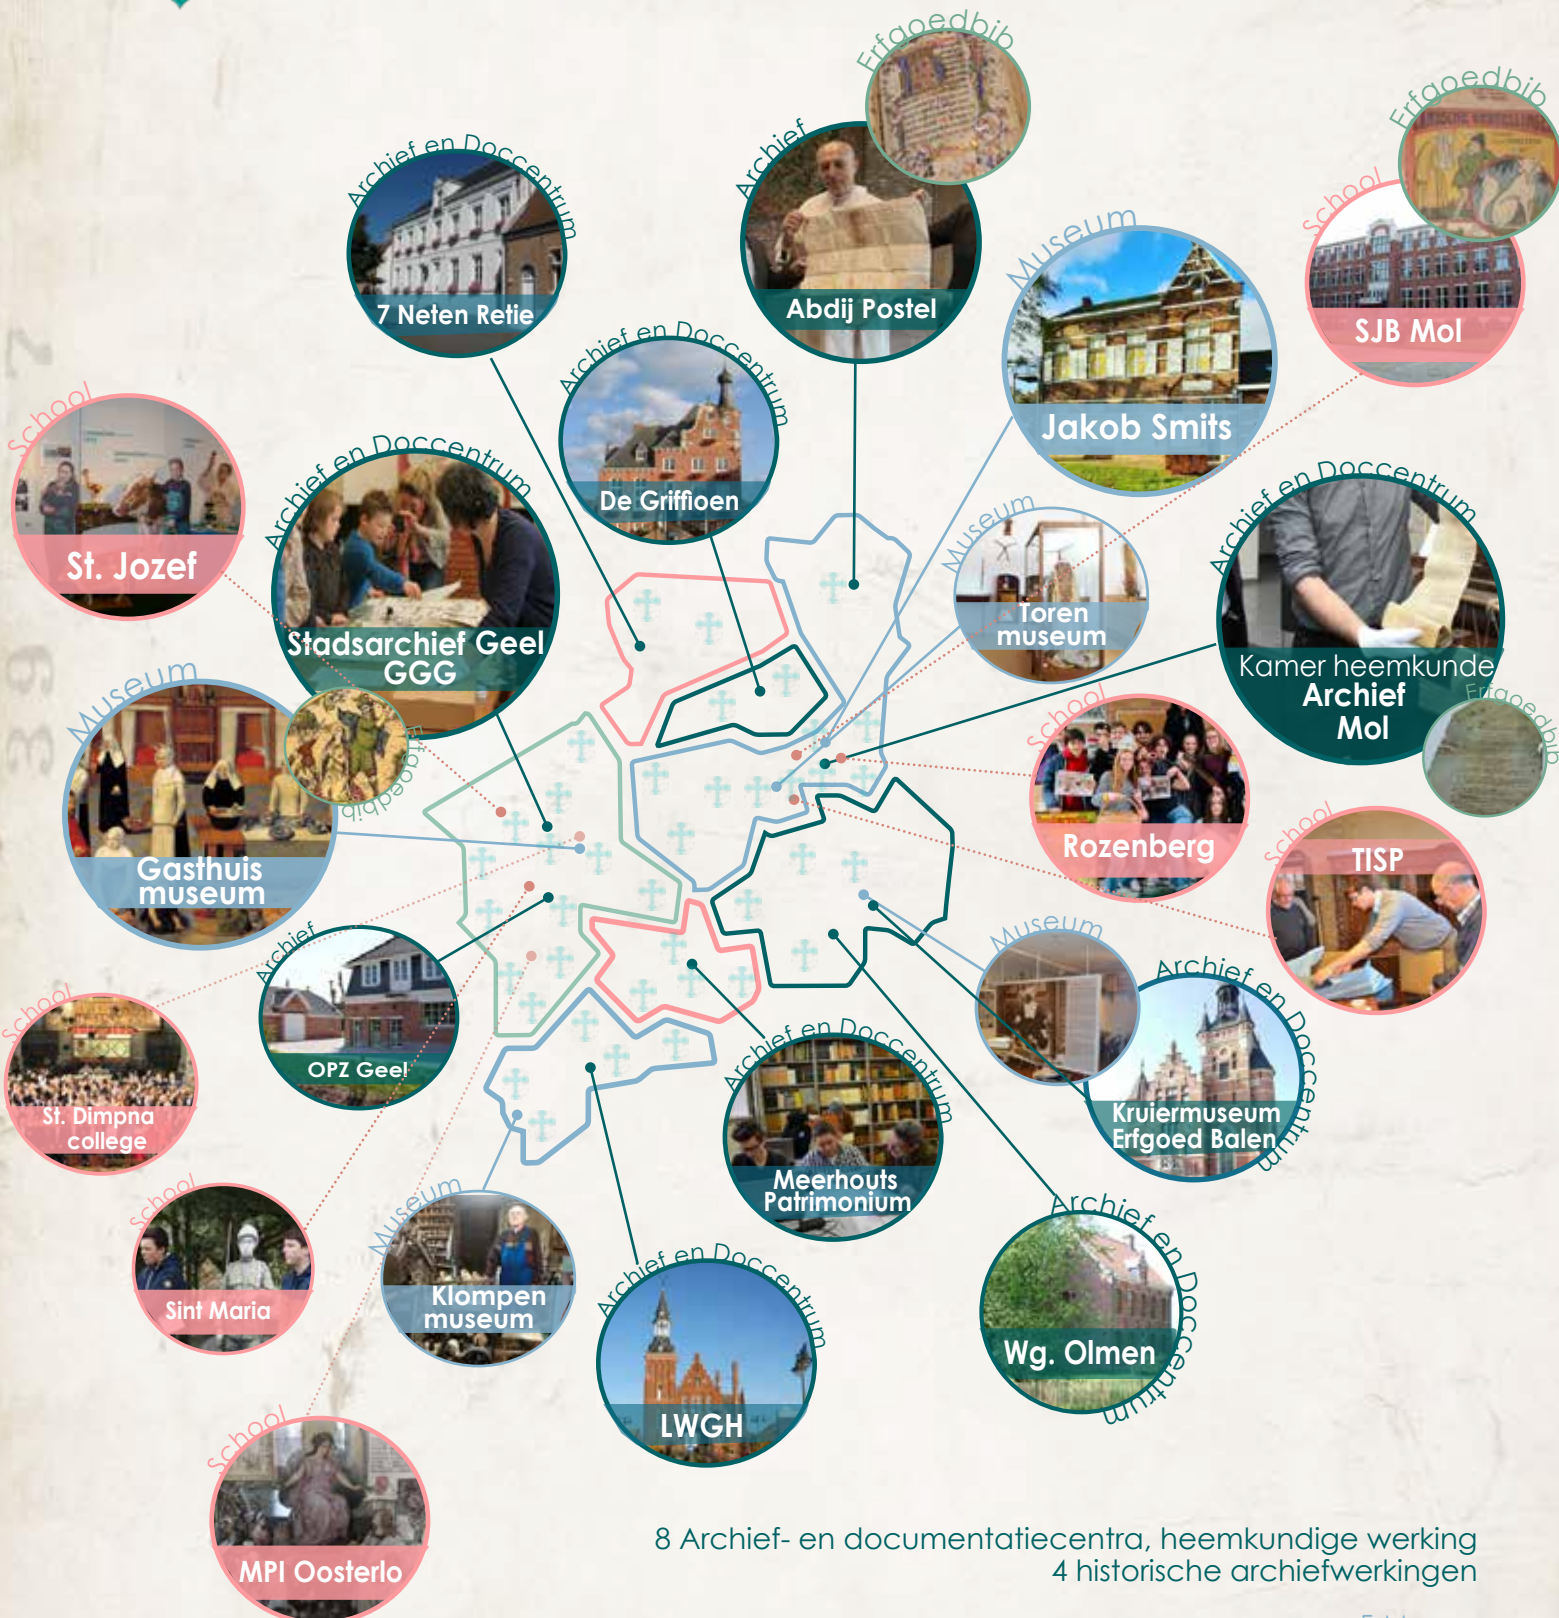 Erfgoedbib
Erfgoedbib
Archief en Doccentrum
7 Neten Retie
Archief
Abdij Postel
Museum
Jakob Smits
School
SJB Mol
Archief en Doccentrum
De Griffioen
School
St. Jozef
Archief en Doccentrum
Stadsarchief Geel
GGG
Museum
Toren
museum
Archief en Doccentrum
Kamer heemkunde
Archief
Mol
Erfgoedbib
Museum
Gasthuis
museum
Erfgoedbib
School
Rozenberg
School
TISP
Archief
OPZ Geel
School
St. Dimpna
college
Museum
Archief en Doccentrum
Kruiermuseum
Erfgoed Balen
Archief en Doccentrum
Meerhouts
Patrimonium
School
Sint Maria
Museum
Klompen
museum
Archief en Doccentrum
LWGH
Archief en Doccentrum
Wg. Olmen
School
MPI Oosterlo
8 Archief- en documentatiecentra, heemkundige werking
4 historische archiefwerkingen